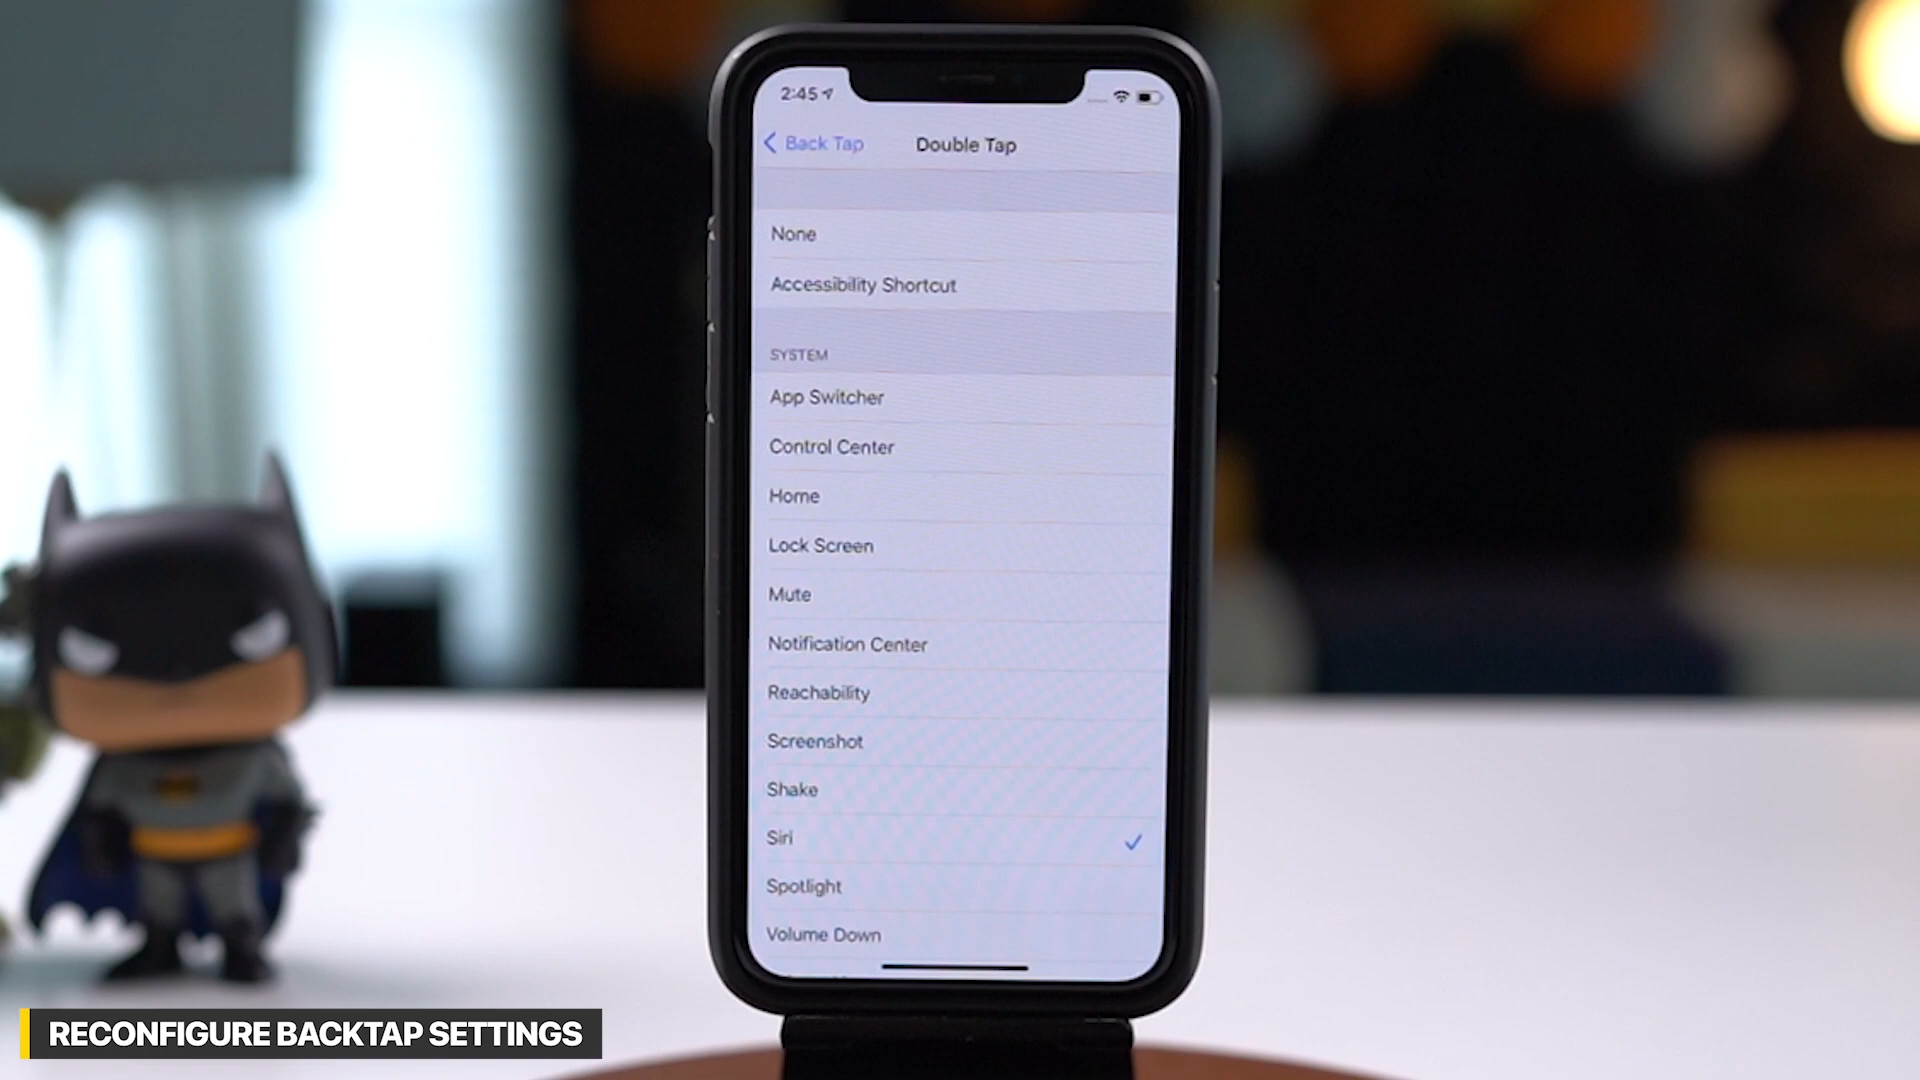 2:45
Back Tap
Double Tap
None
Accessibility Shortcut
SYSTEM
App Switcher
Control Center
Home
Lock Screen
Mute
Notification Center
Reachability
Screenshot
Shake
Siri
Spotlight
Volume Down
RECONFIGURE BACKTAP SETTINGS